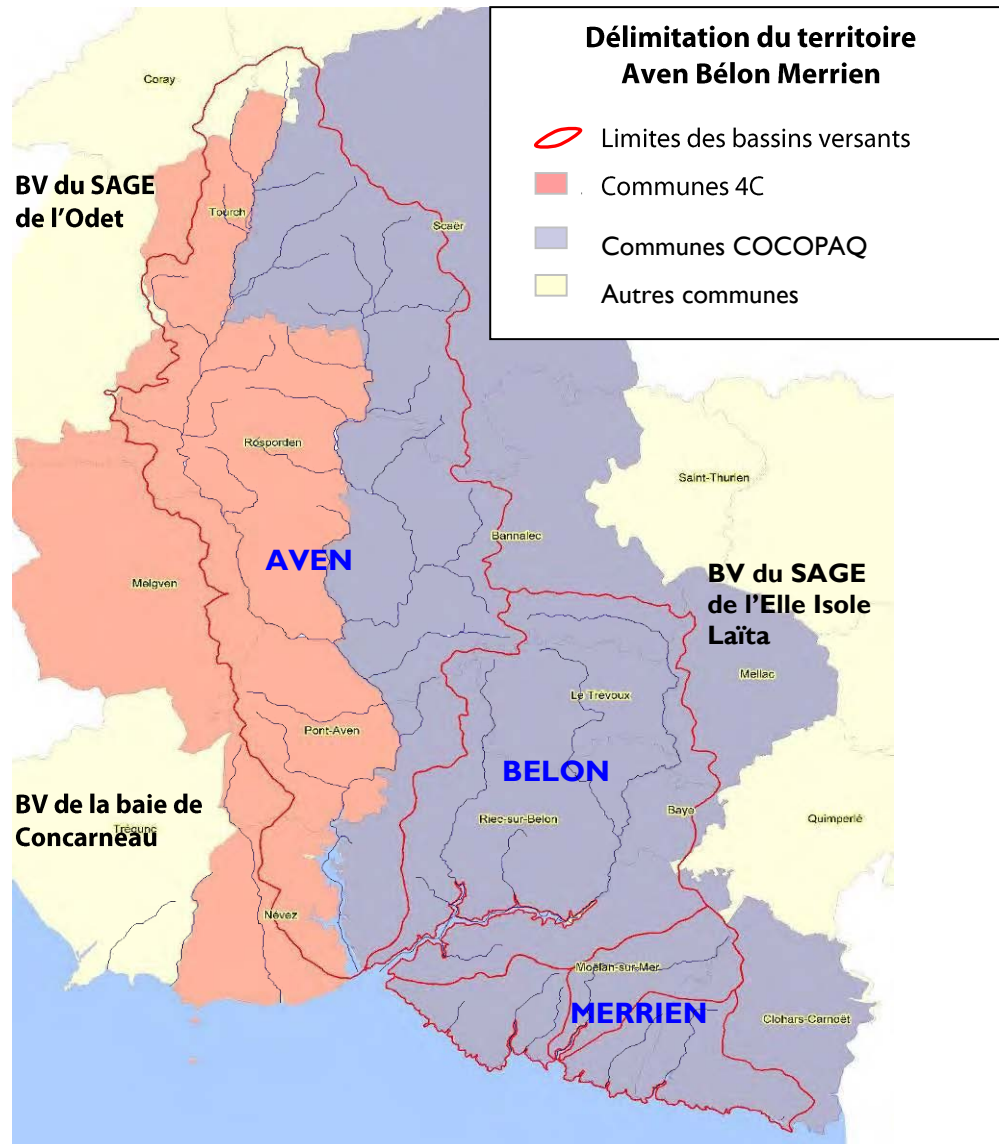 Délimitation du territoire
Aven Bélon Merrien
Limites des bassins versants
Communes 4C
Communes COCOPAQ
Autres communes
Coray
BV du SAGE
de l'Odet
Tourch
Scaër
Rosporden
Saint-Thurien
AVEN
Bannalec
Melgven
BV du SAGE
de l'Elle Isole
Laïta
Mellac
Le Trévoux
Pont-Aven
BELON
BV de la baie de
Concarneau
Trégunc
Riec-sur-Belon
Baye
Quimperlé
Névez
Moëlan-sur-Mer
MERRIEN
Clohars-Carnoët